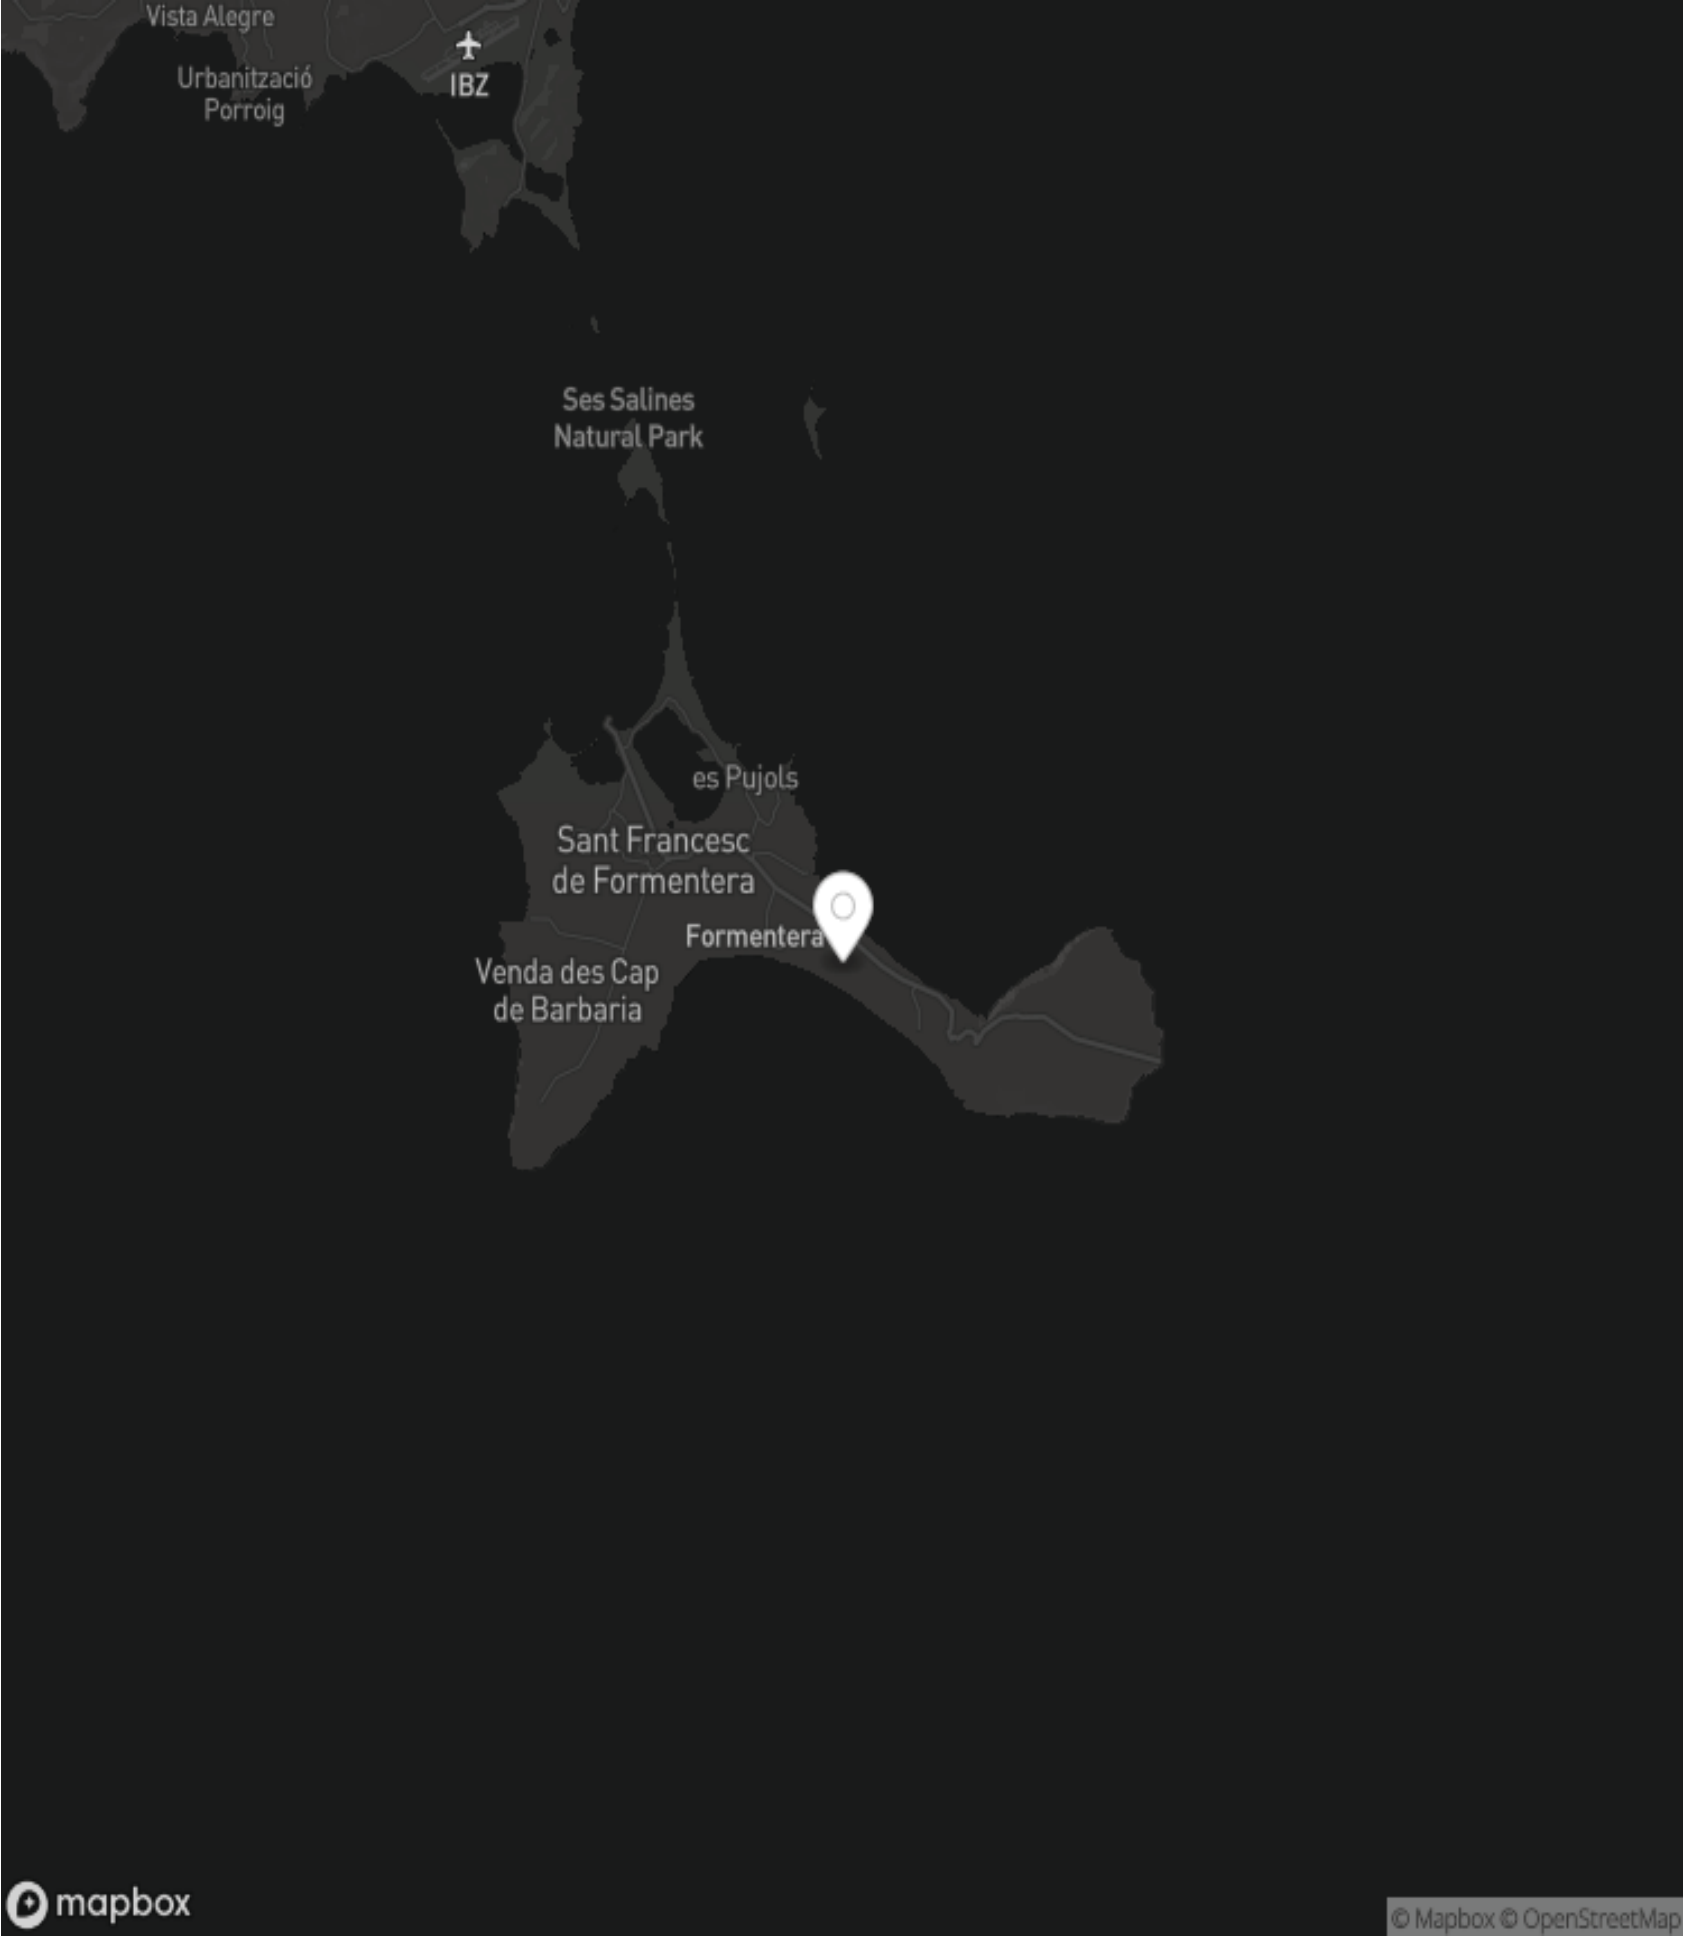 Vista Alegre
IBZ
Urbanització
Porroig
Ses Salines
Natural Park
es Pujols
Sant Francesc
de Formentera
Formentera
Venda des Cap
de Barbaria
mapbox
© Mapbox © OpenStreetMap